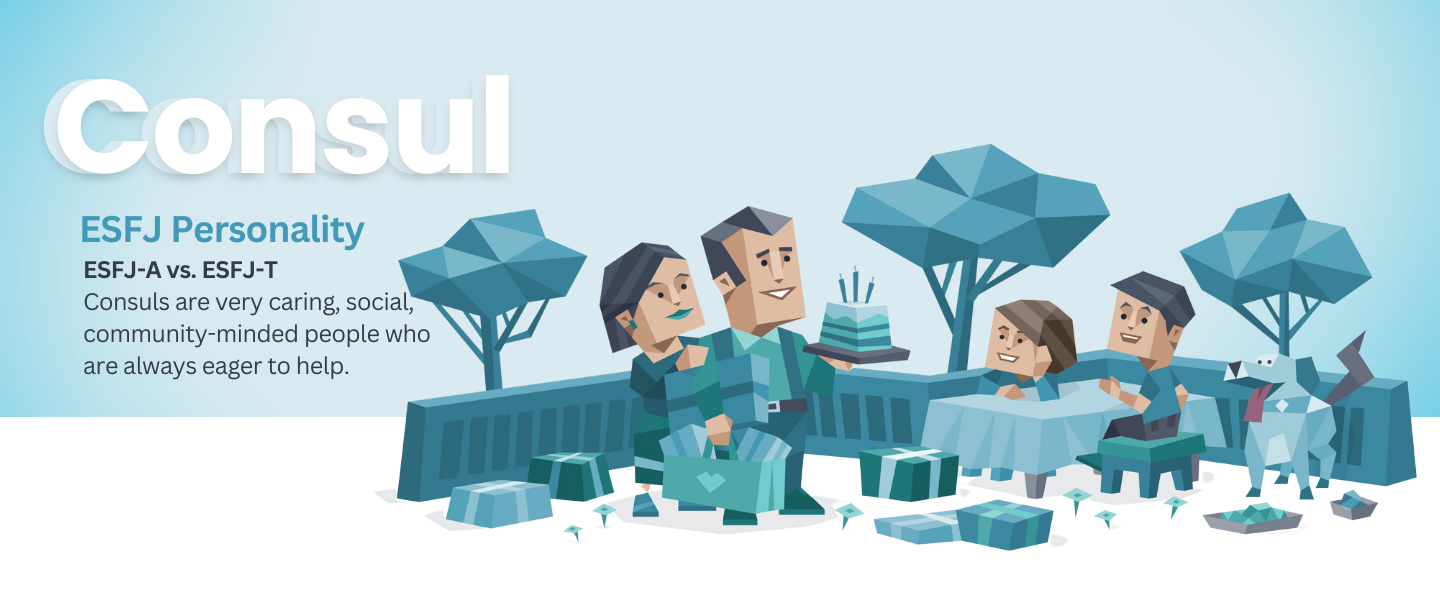 Consul
ESFJ Personality
ESFJ-A vs. ESFJ-T
Consuls are very caring, social,
community-minded people who
are always eager to help.